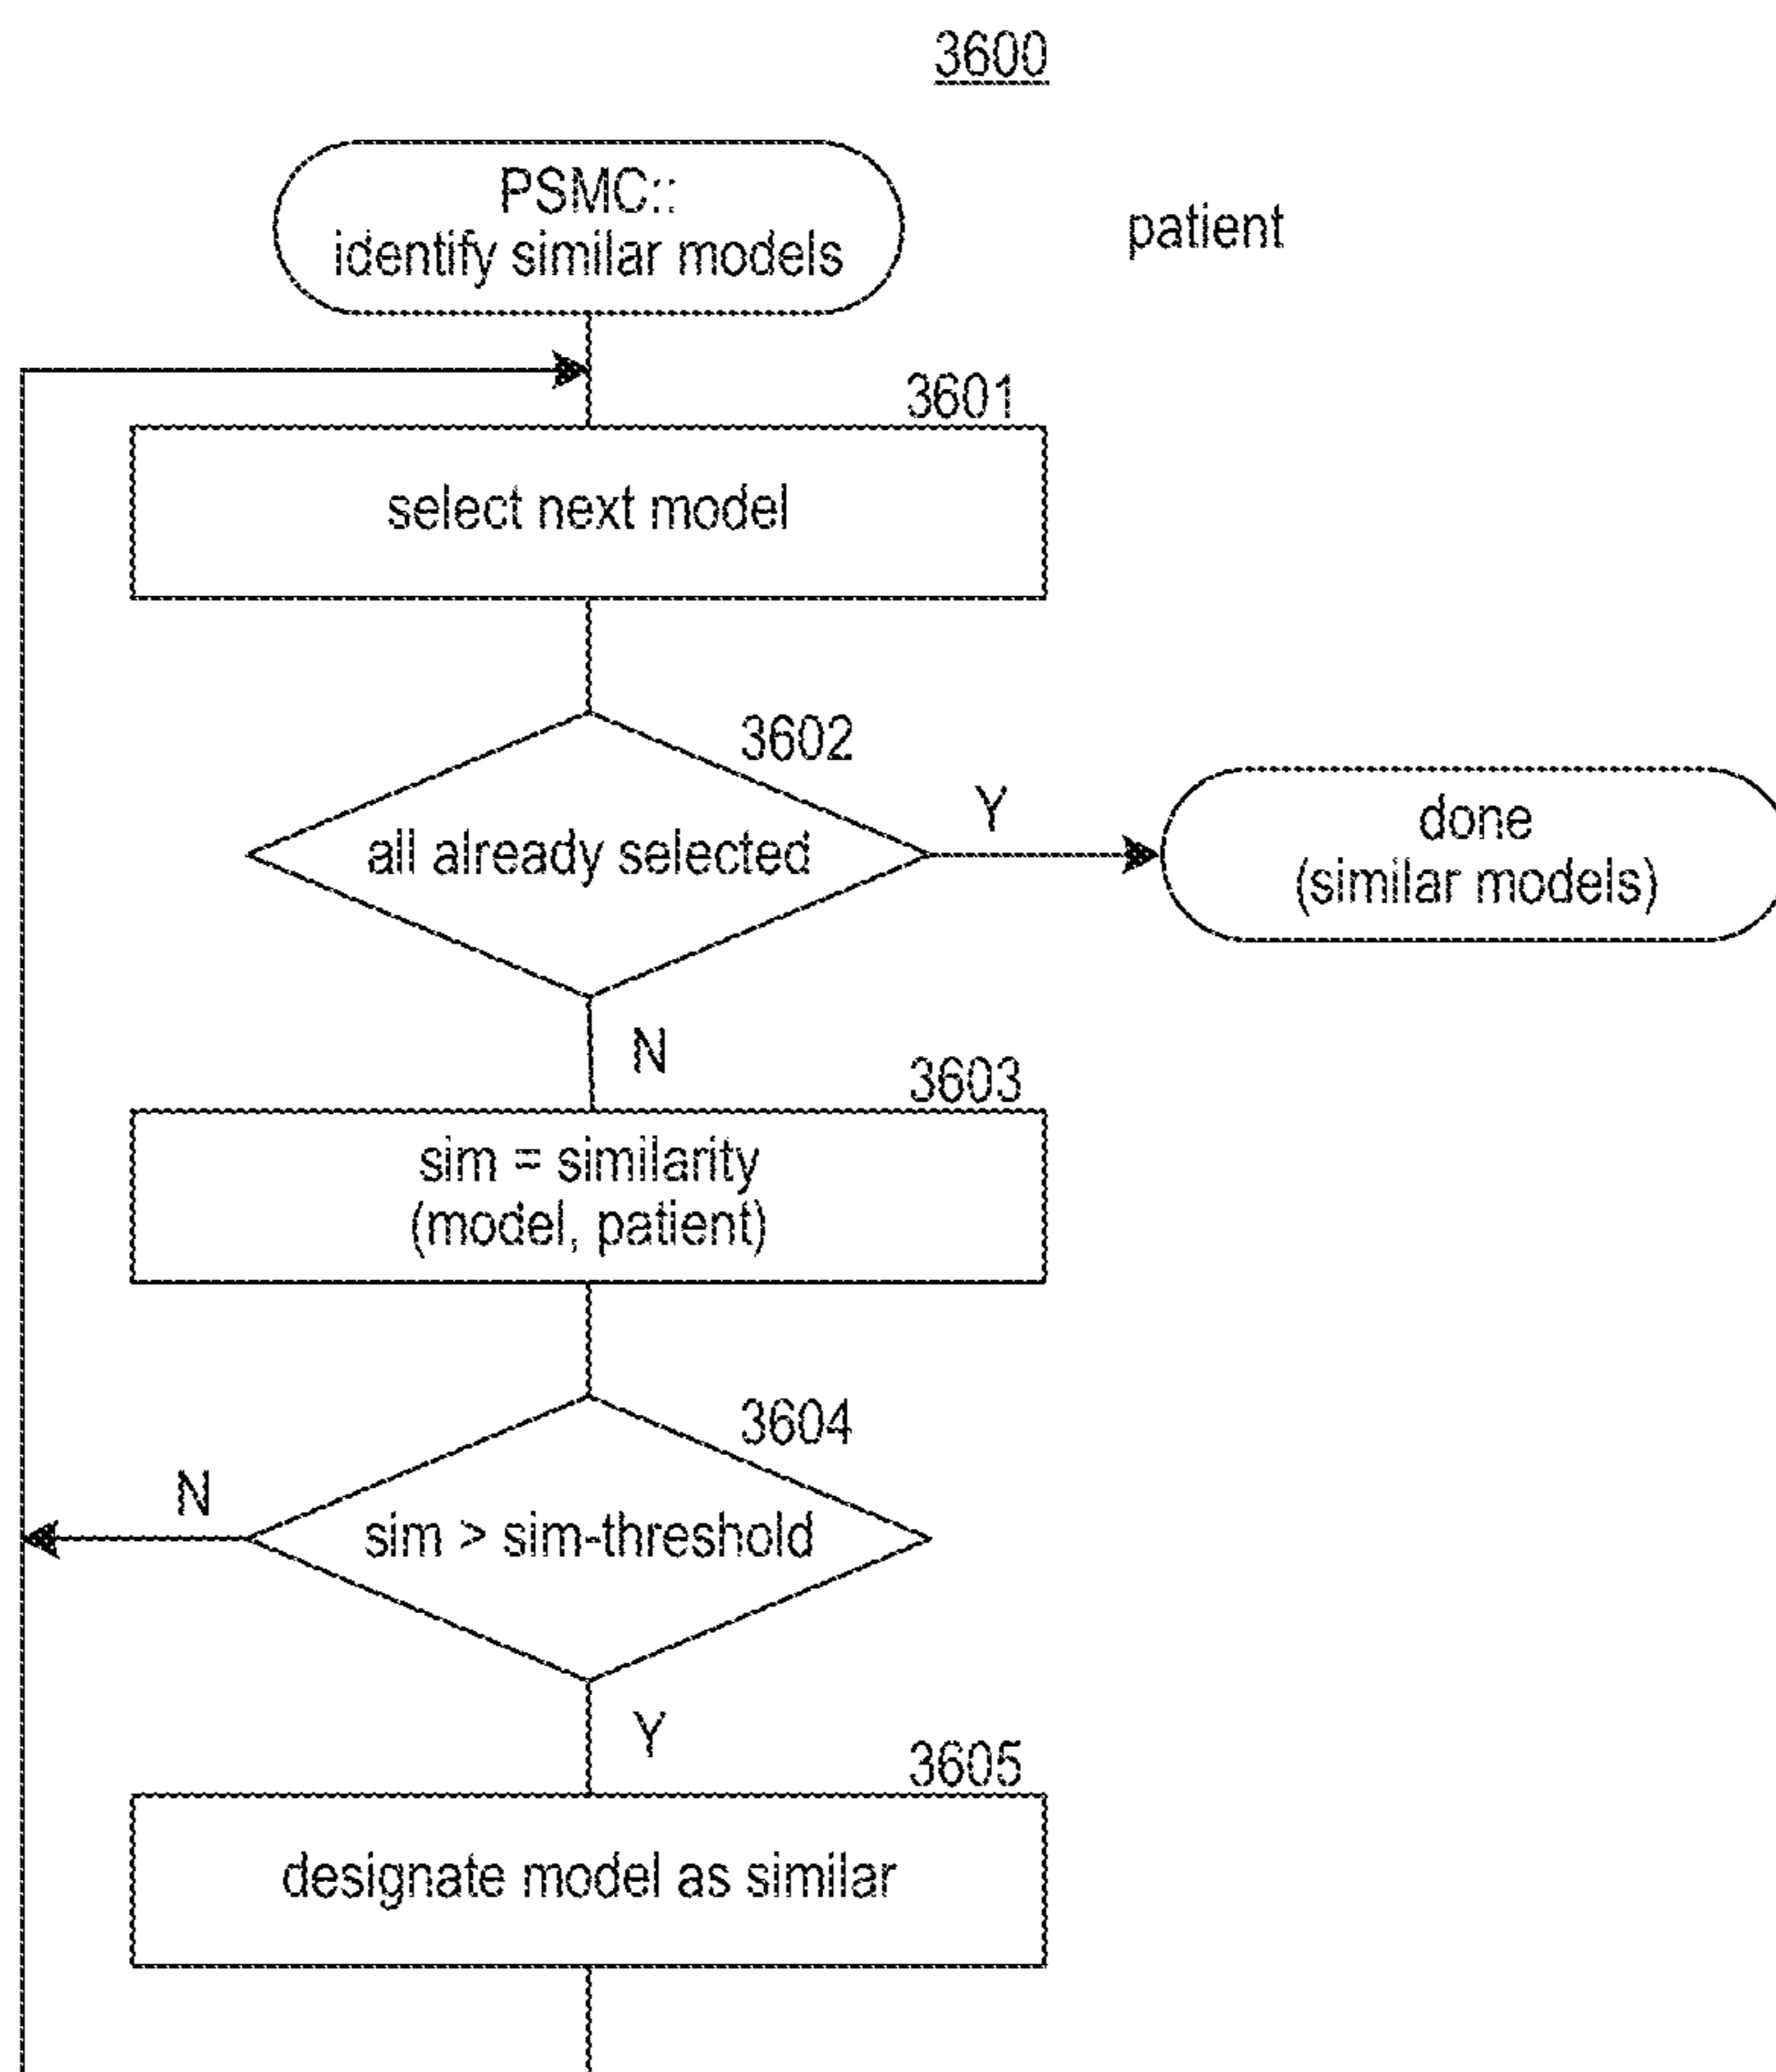 3600
PSMC::
identify similar models
patient
3601
select next model
3602
all already selected
Y
done
(similar models)
N
3603
sim = similarity
(model, patient)
3604
N
sim > sim-threshold
Y
3605
designate model as similar